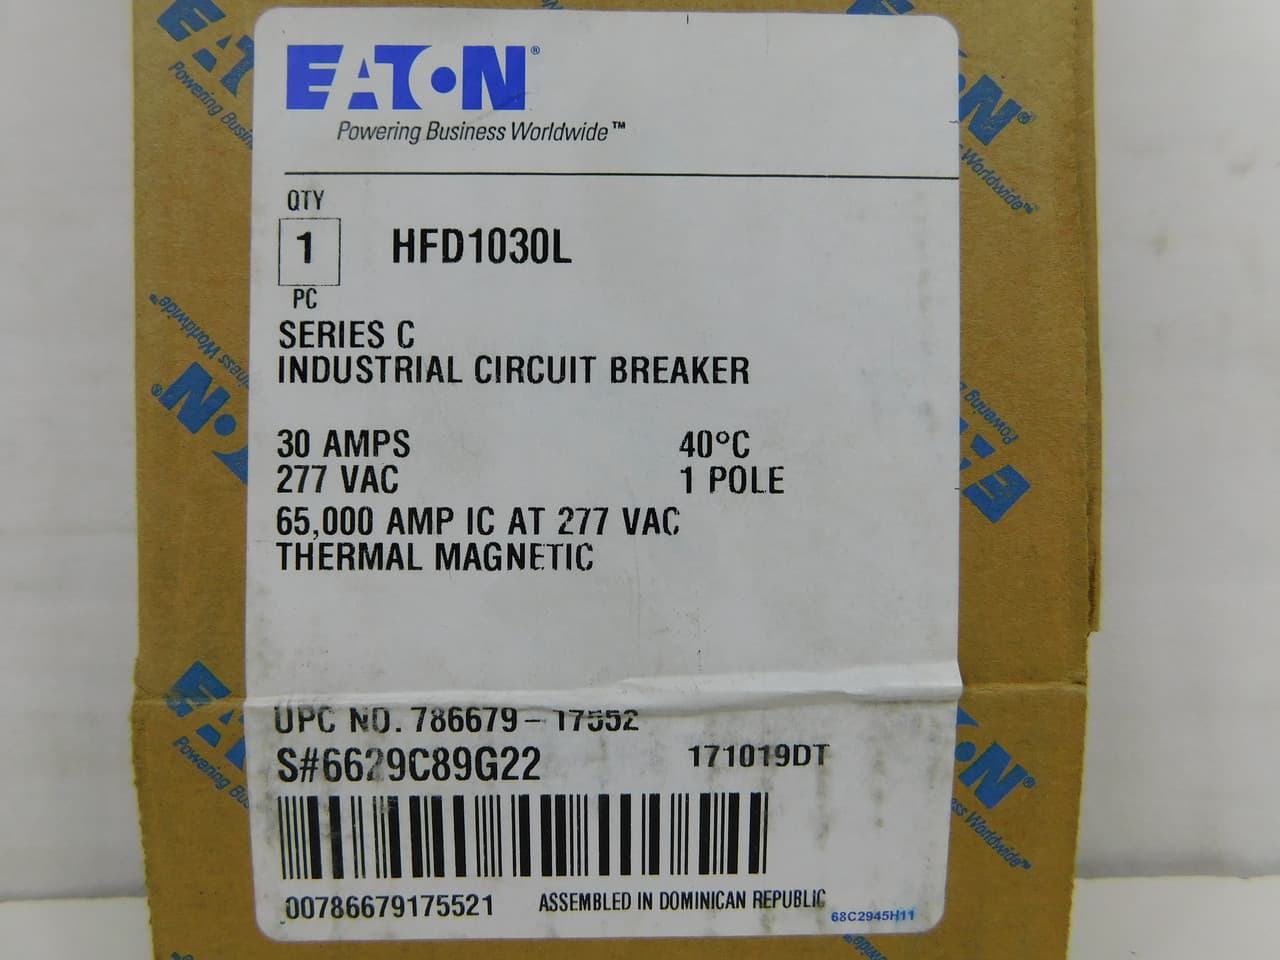 EATON®
Powering Business Worldwide™
QTY
1 HFD1030L
PC
SERIES C
INDUSTRIAL CIRCUIT BREAKER
30 AMPS 40°C
277 VAC 1 POLE
65,000 AMP IC AT 277 VAC
THERMAL MAGNETIC
UPC NO. 786679-17552
S#6629C89G22 171019DT
00786679175521 ASSEMBLED IN DOMINICAN REPUBLIC
68C2945H11